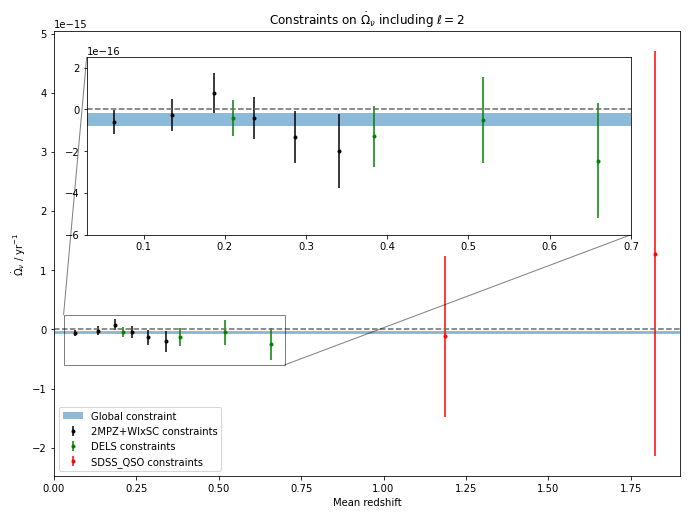 Constraints on Ω̇ᵥ including ℓ = 2
1e−15
5
4
3
2
1
0
−1
−2
Ω̇ᵥ / yr⁻¹
1e−16
2
0
−2
−4
−6
0.1 0.2 0.3 0.4 0.5 0.6 0.7
Global constraint
2MPZ+WIxSC constraints
DELS constraints
SDSS_QSO constraints
0.00 0.25 0.50 0.75 1.00 1.25 1.50 1.75
Mean redshift